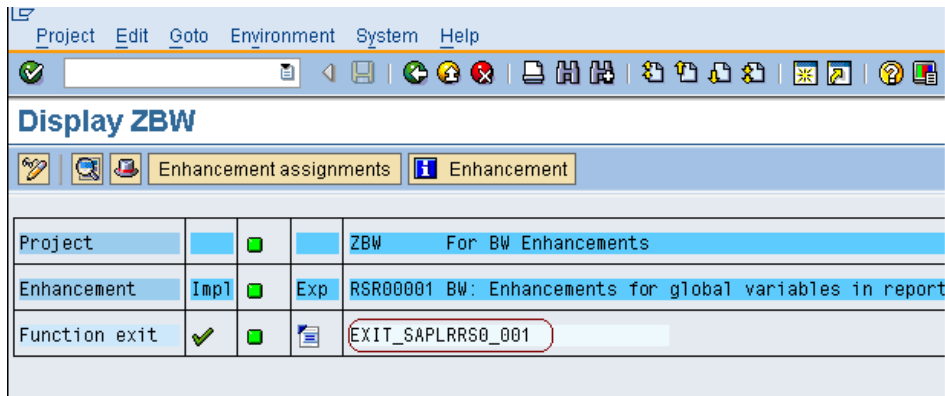 Project Edit Goto Environment System Help
Display ZBW
Enhancement assignments Enhancement
Project ZBW For BW Enhancements
Enhancement Impl Exp RSR00001 BW: Enhancements for global variables in report
Function exit EXIT_SAPLRRS0_001